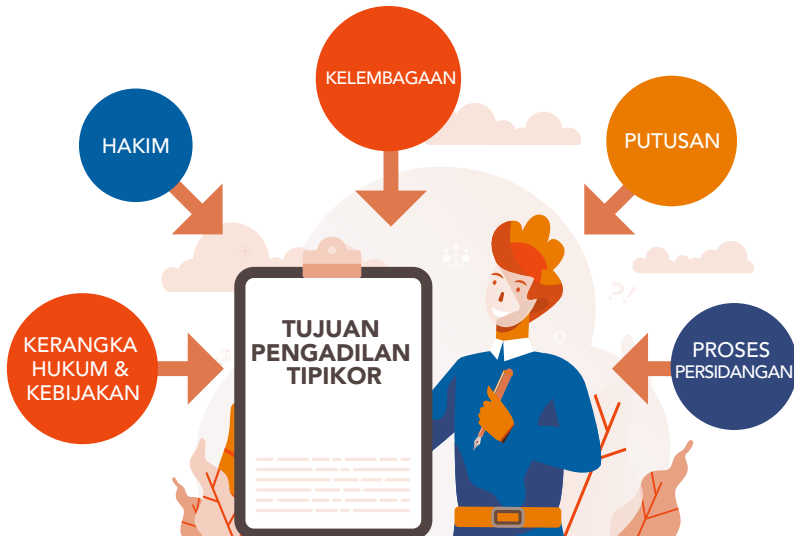 KELEMBAGAAN
HAKIM
PUTUSAN
KERANGKA
HUKUM &
KEBIJAKAN
TUJUAN
PENGADILAN
TIPIKOR
PROSES
PERSIDANGAN
?!